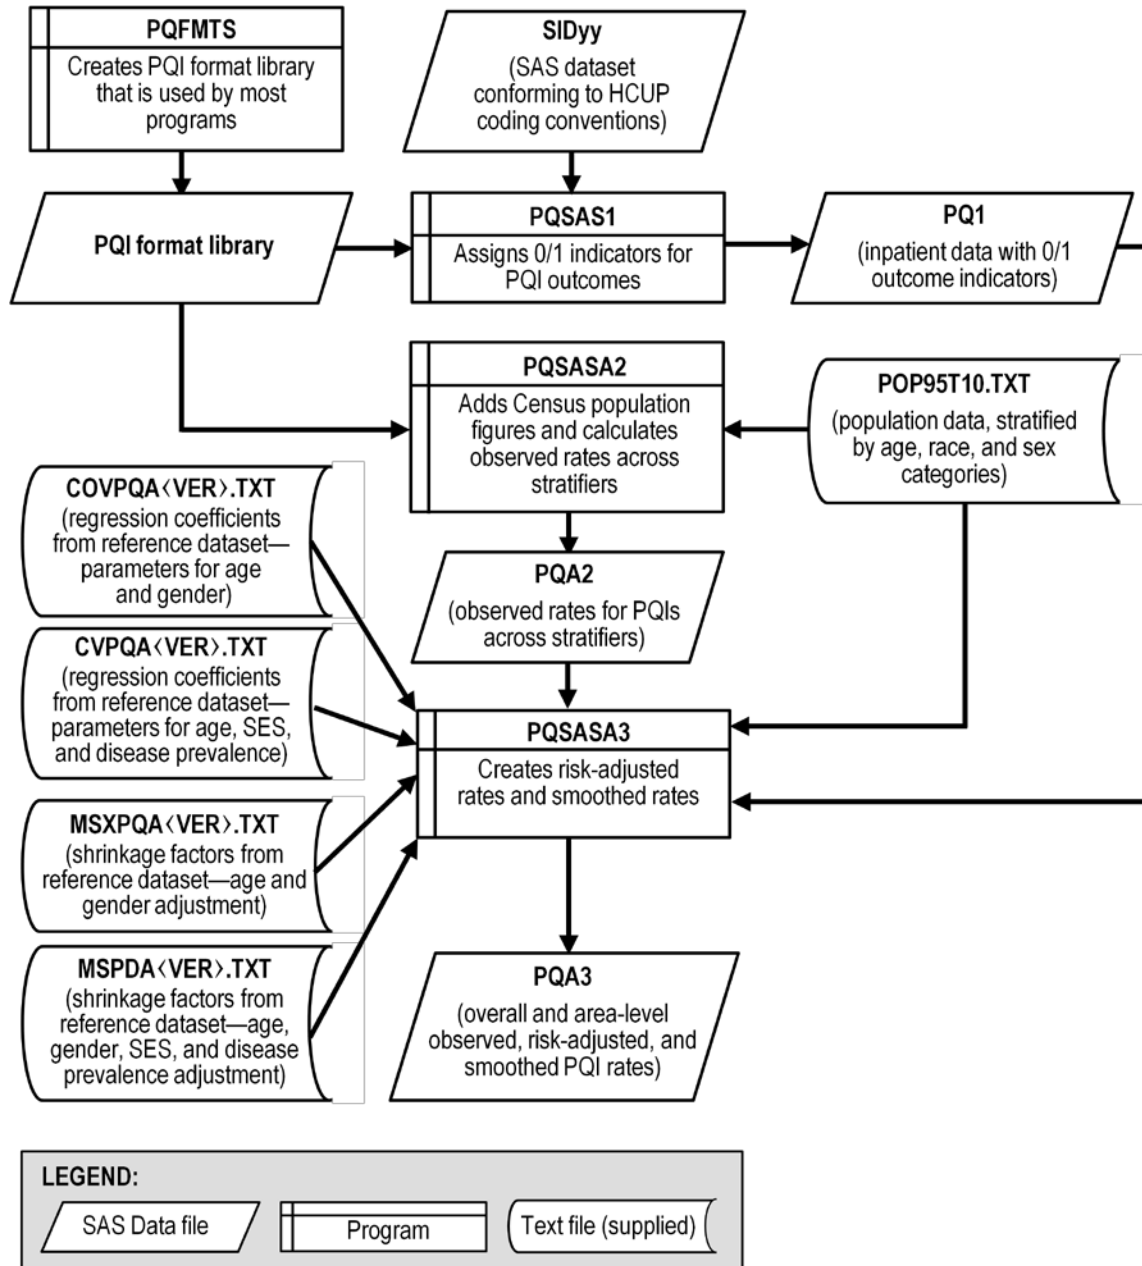 PQFMTS
Creates PQI format library
that is used by most
programs
SIDyy
(SAS dataset
conforming to HCUP
coding conventions)
PQI format library
PQSAS1
Assigns 0/1 indicators for
PQI outcomes
PQ1
(inpatient data with 0/1
outcome indicators)
PQSASA2
Adds Census population
figures and calculates
observed rates across
stratifiers
POP95T10.TXT
(population data, stratified
by age, race, and sex
categories)
COVPQA<VER>.TXT
(regression coefficients
from reference dataset—
parameters for age
and gender)
PQA2
(observed rates for PQIs
across stratifiers)
CVPQA<VER>.TXT
(regression coefficients
from reference dataset—
parameters for age, SES,
and disease prevalence)
PQSASA3
Creates risk-adjusted
rates and smoothed rates
MSXPQA<VER>.TXT
(shrinkage factors from
reference dataset—age and
gender adjustment)
MSPDA<VER>.TXT
(shrinkage factors from
reference dataset—age,
gender, SES, and disease
prevalence adjustment)
PQA3
(overall and area-level
observed, risk-adjusted, and
smoothed PQI rates)
LEGEND:
SAS Data file
Program
Text file (supplied)